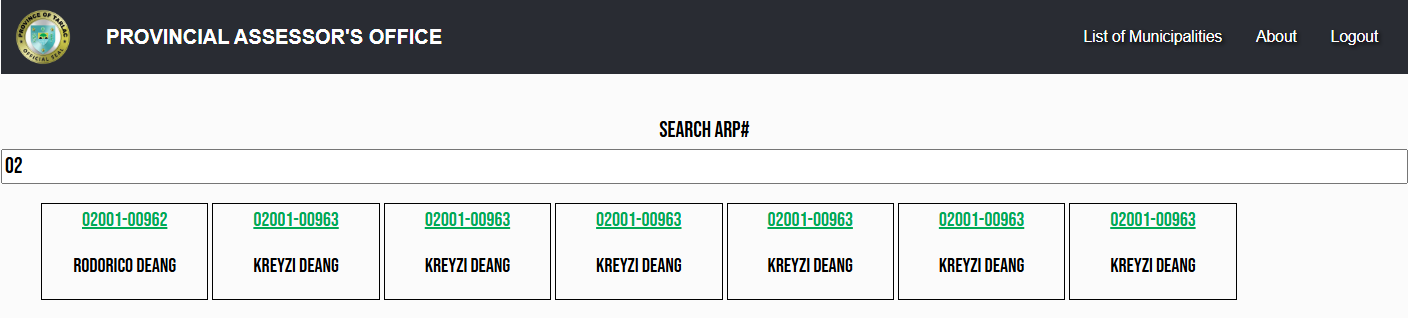 PROVINCE OF TARLAC
OFFICIAL SEAL
PROVINCIAL ASSESSOR'S OFFICE
List of Municipalities
About
Logout
SEARCH ARP#
02
02001-00962 02001-00963 02001-00963 02001-00963 02001-00963 02001-00963 02001-00963
RODORICO DEANG KREYZI DEANG KREYZI DEANG KREYZI DEANG KREYZI DEANG KREYZI DEANG KREYZI DEANG